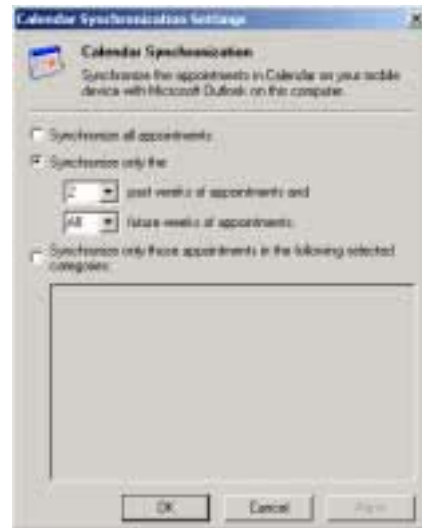 Calendar Synchronization Settings
Calendar Synchronization
Synchronize the appointments in Calendar on your mobile
device with Microsoft Outlook on this computer.
Synchronize all appointments
Synchronize only the
2 past weeks of appointments and
All future weeks of appointments.
Synchronize only those appointments in the following selected
categories:
OK Cancel Apply